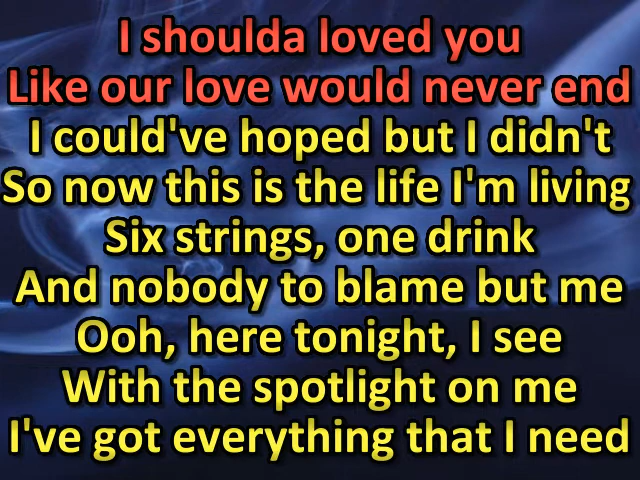 I shoulda loved you
Like our love would never end
I could've hoped but I didn't
So now this is the life I'm living
Six strings, one drink
And nobody to blame but me
Ooh, here tonight, I see
With the spotlight on me
I've got everything that I need